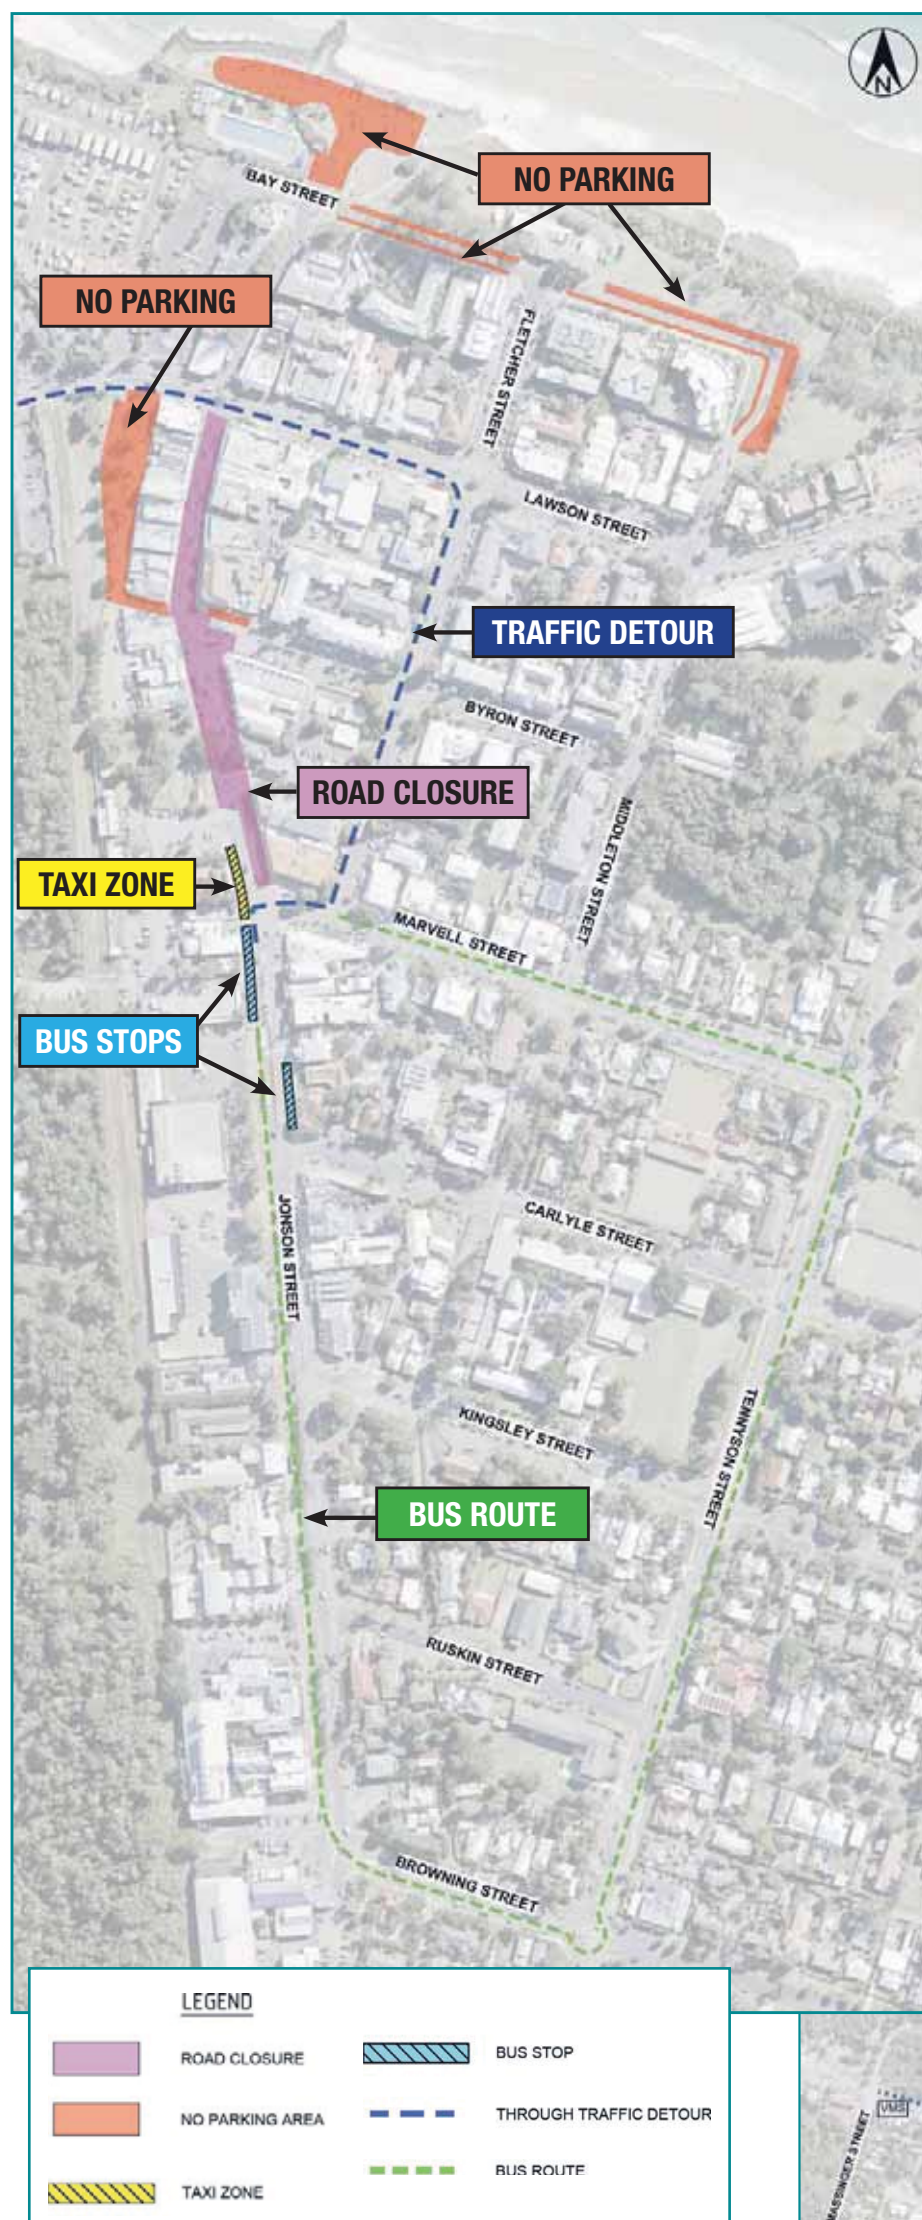 N
NO PARKING
BAY STREET
NO PARKING
FLETCHER STREET
LAWSON STREET
TRAFFIC DETOUR
BYRON STREET
ROAD CLOSURE
MIDDLETON STREET
TAXI ZONE
MARVELL STREET
BUS STOPS
JONSON STREET
CARLYLE STREET
TENNYSON STREET
KINGSLEY STREET
BUS ROUTE
RUSKIN STREET
BROWNING STREET
LEGEND
ROAD CLOSURE
BUS STOP
NO PARKING AREA
THROUGH TRAFFIC DETOUR
BUS ROUTE
TAXI ZONE
VMS
MASSINGER STREET